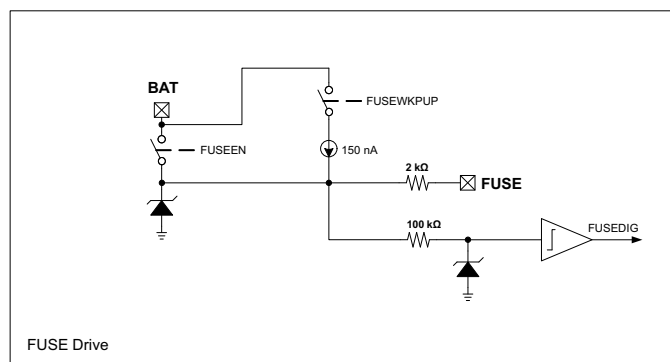 BAT
FUSEWKPUP
FUSEEN
150 nA
2 kΩ
FUSE
100 kΩ
FUSEDIG
FUSE Drive